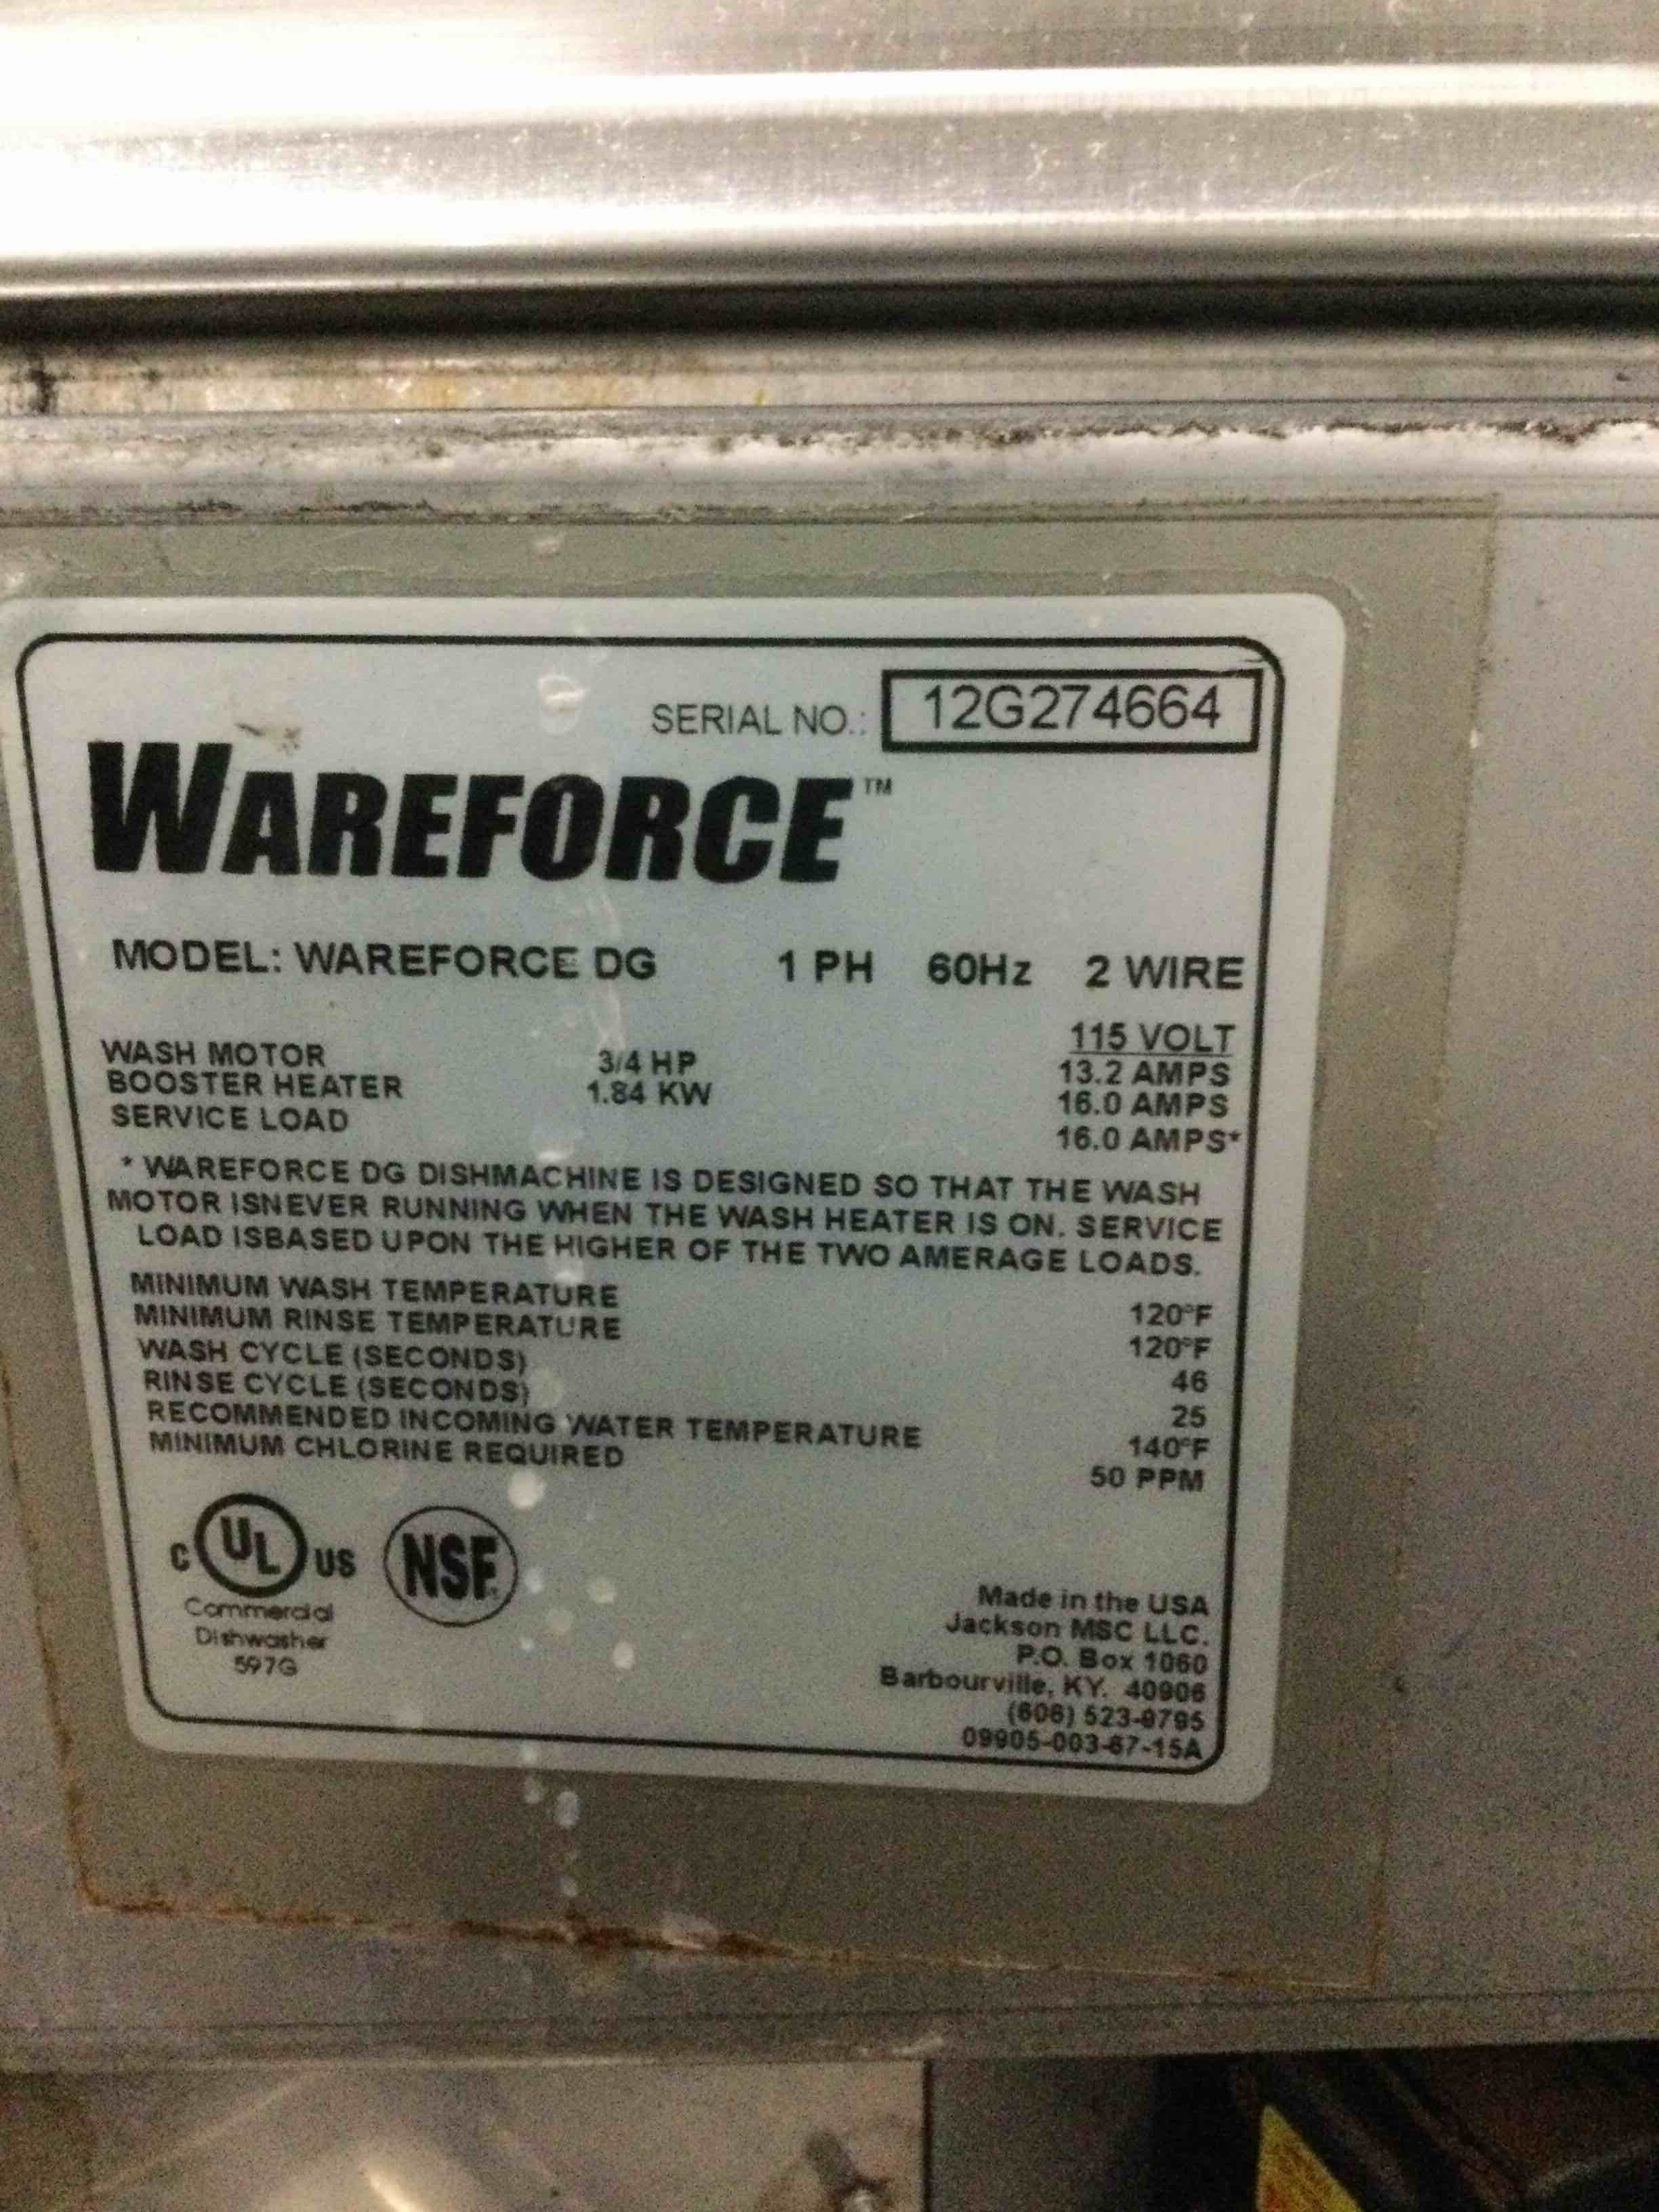 SERIAL NO.: 12G274664
WAREFORCE™
MODEL: WAREFORCE DG 1 PH 60Hz 2 WIRE
115 VOLT
WASH MOTOR 3/4 HP 13.2 AMPS
BOOSTER HEATER 1.84 KW 16.0 AMPS
SERVICE LOAD 16.0 AMPS*
* WAREFORCE DG DISHMACHINE IS DESIGNED SO THAT THE WASH
MOTOR ISNEVER RUNNING WHEN THE WASH HEATER IS ON. SERVICE
LOAD ISBASED UPON THE HIGHER OF THE TWO AMERAGE LOADS.
MINIMUM WASH TEMPERATURE 120°F
MINIMUM RINSE TEMPERATURE 120°F
WASH CYCLE (SECONDS) 46
RINSE CYCLE (SECONDS) 25
RECOMMENDED INCOMING WATER TEMPERATURE 140°F
MINIMUM CHLORINE REQUIRED 50 PPM
C UL US NSF
Commercial
Dishwasher
597G
Made in the USA
Jackson MSC LLC.
P.O. Box 1060
Barbourville, KY. 40906
(606) 523-9795
09905-003-67-15A